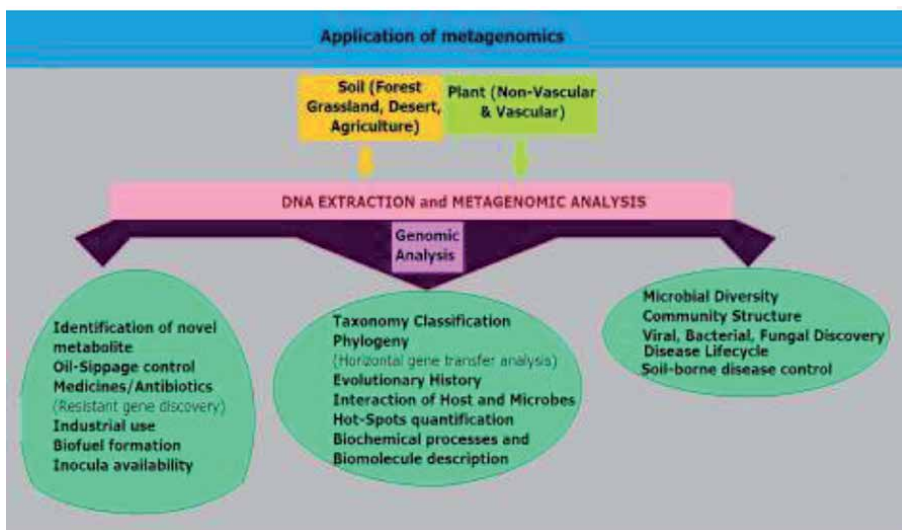 Application of metagenomics
Soil (Forest
Grassland, Desert,
Agriculture)
Plant (Non-Vascular
& Vascular)
DNA EXTRACTION and METAGENOMIC ANALYSIS
Genomic
Analysis
Identification of novel
metabolite
Oil-Sippage control
Medicines/Antibiotics
(Resistant gene discovery)
Industrial use
Biofuel formation
Inocula availability
Taxonomy Classification
Phylogeny
(Horizontal gene transfer analysis)
Evolutionary History
Interaction of Host and Microbes
Hot-Spots quantification
Biochemical processes and
Biomolecule description
Microbial Diversity
Community Structure
Viral, Bacterial, Fungal Discovery
Disease Lifecycle
Soil-borne disease control